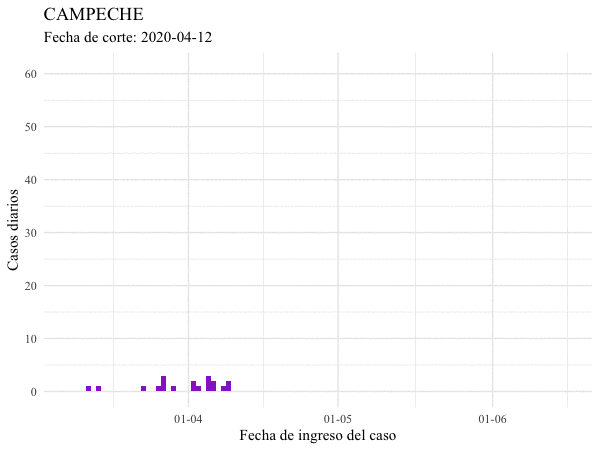 CAMPECHE
Fecha de corte: 2020-04-12
60
50
40
30
20
10
0
Casos diarios
01-04
01-05
01-06
Fecha de ingreso del caso